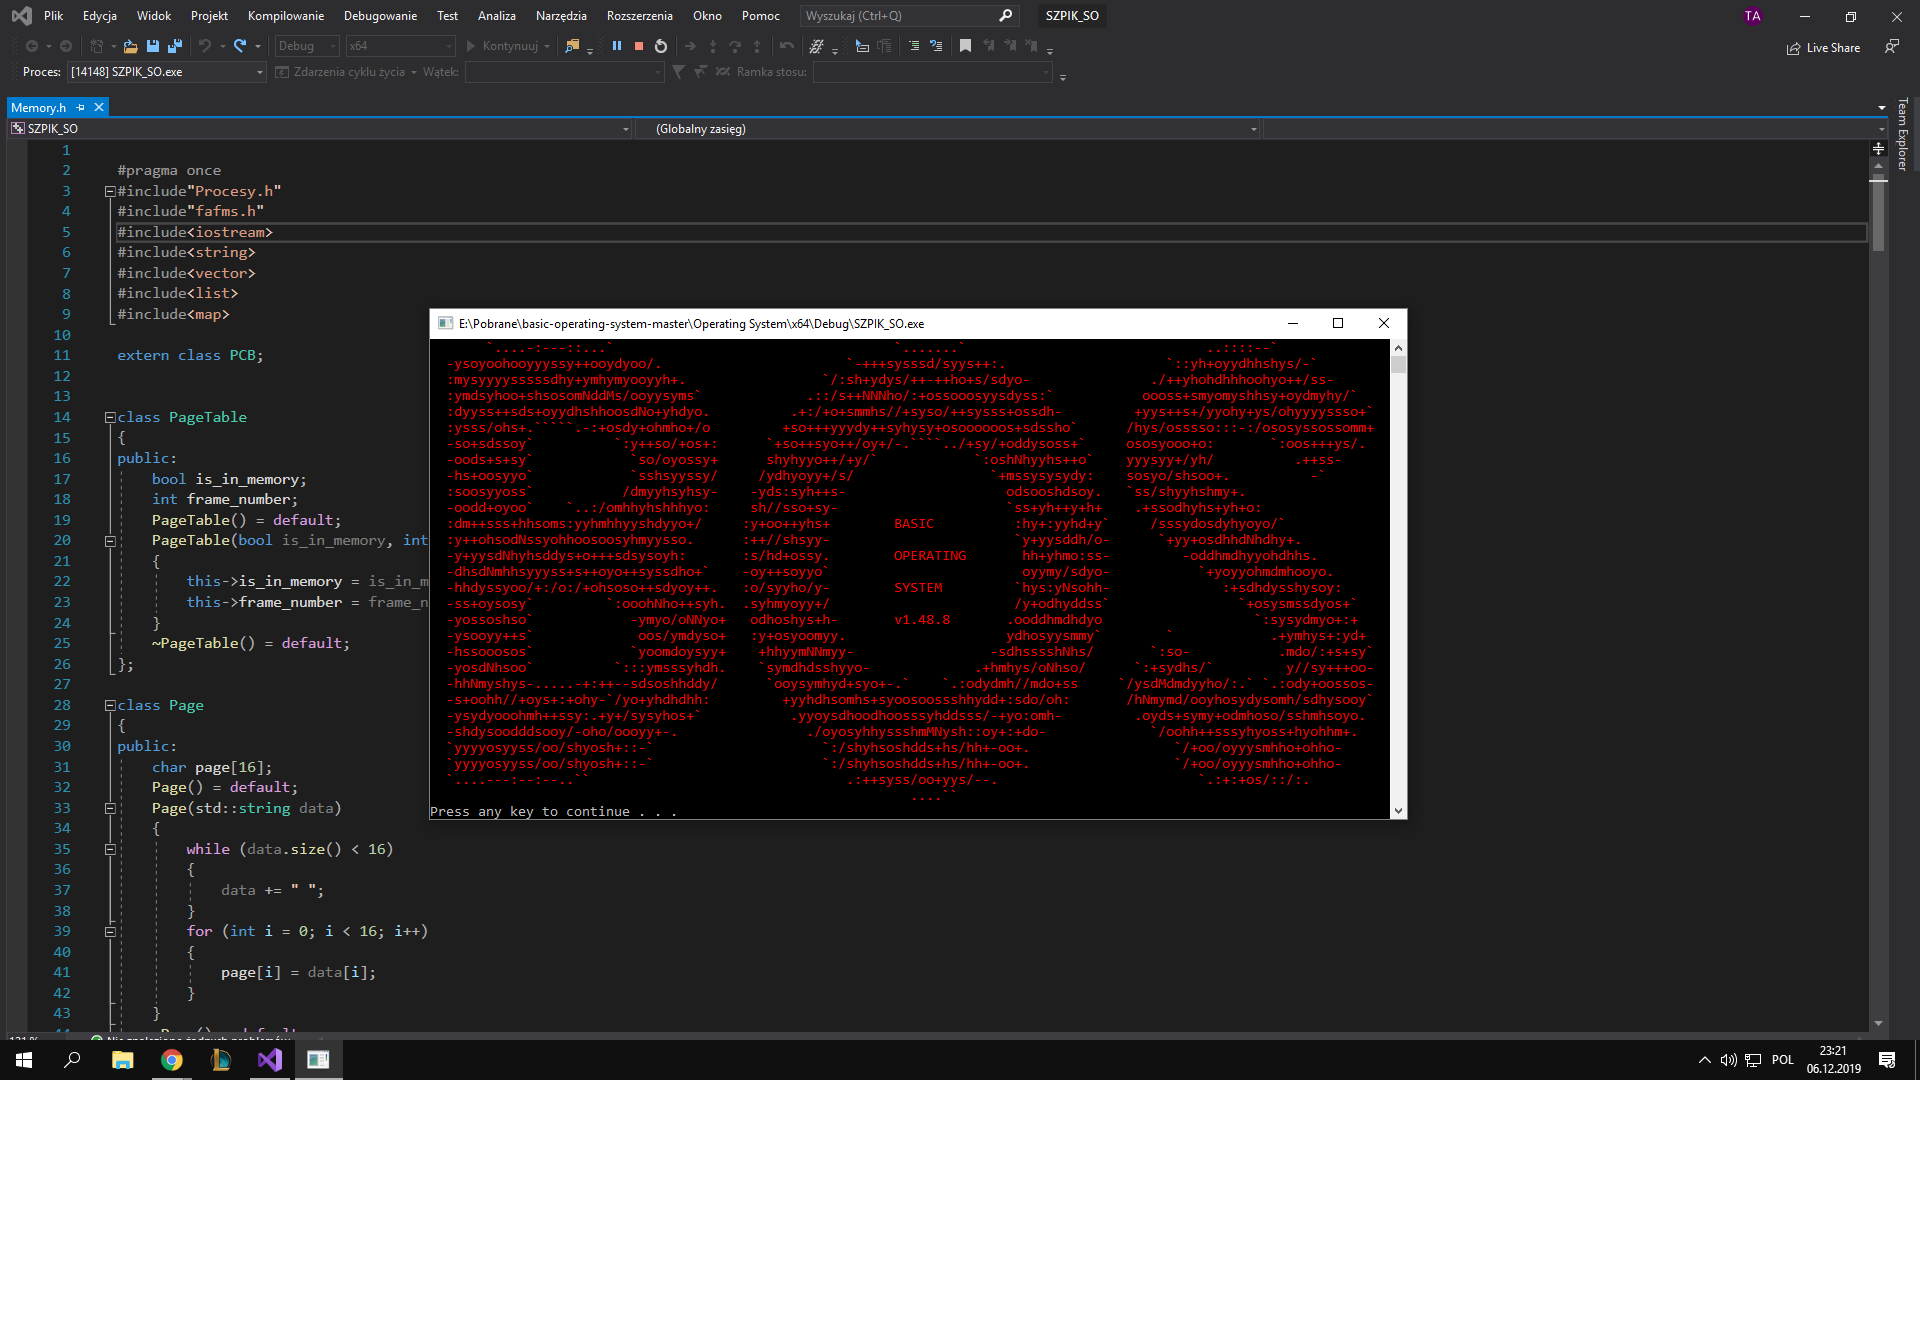 Plik Edycja Widok Projekt Kompilowanie Debugowanie Test Analiza Narzędzia Rozszerzenia Okno Pomoc Wyszukaj (Ctrl+Q) SZPIK_SO TA
Debug x64 Kontynuuj Live Share
Proces: [14148] SZPIK_SO.exe Zdarzenia cyklu życia Wątek: Ramka stosu:
Memory.h
Team Explorer
SZPIK_SO (Globalny zasięg)
1
2 #pragma once
3 #include"Procesy.h"
4 #include"fafms.h"
5 #include<iostream>
6 #include<string>
7 #include<vector>
8 #include<list>
9 #include<map>
10
11 extern class PCB;
12
13
14 class PageTable
15 {
16 public:
17 bool is_in_memory;
18 int frame_number;
19 PageTable() = default;
20 PageTable(bool is_in_memory, int
21 {
22 this->is_in_memory = is_in_m
23 this->frame_number = frame_n
24 }
25 ~PageTable() = default;
26 };
27
28 class Page
29 {
30 public:
31 char page[16];
32 Page() = default;
33 Page(std::string data)
34 {
35 while (data.size() < 16)
36 {
37 data += " ";
38 }
39 for (int i = 0; i < 16; i++)
40 {
41 page[i] = data[i];
42 }
43 }
E:\Pobrane\basic-operating-system-master\Operating System\x64\Debug\SZPIK_SO.exe
BASIC
OPERATING
SYSTEM
v1.48.8
Press any key to continue . . .
POL
23:21
06.12.2019